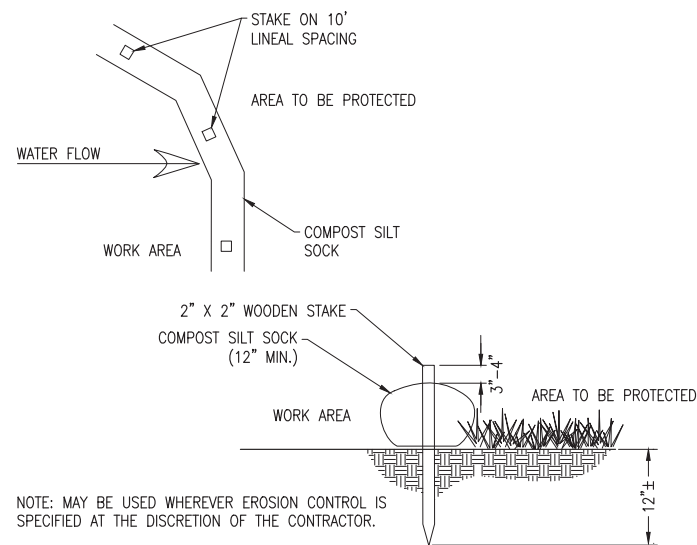 STAKE ON 10'
LINEAL SPACING
AREA TO BE PROTECTED
WATER FLOW
COMPOST SILT
SOCK
WORK AREA
2" X 2" WOODEN STAKE
COMPOST SILT SOCK
(12" MIN.)
3"-4"
AREA TO BE PROTECTED
WORK AREA
12"±
NOTE: MAY BE USED WHEREVER EROSION CONTROL IS
SPECIFIED AT THE DISCRETION OF THE CONTRACTOR.